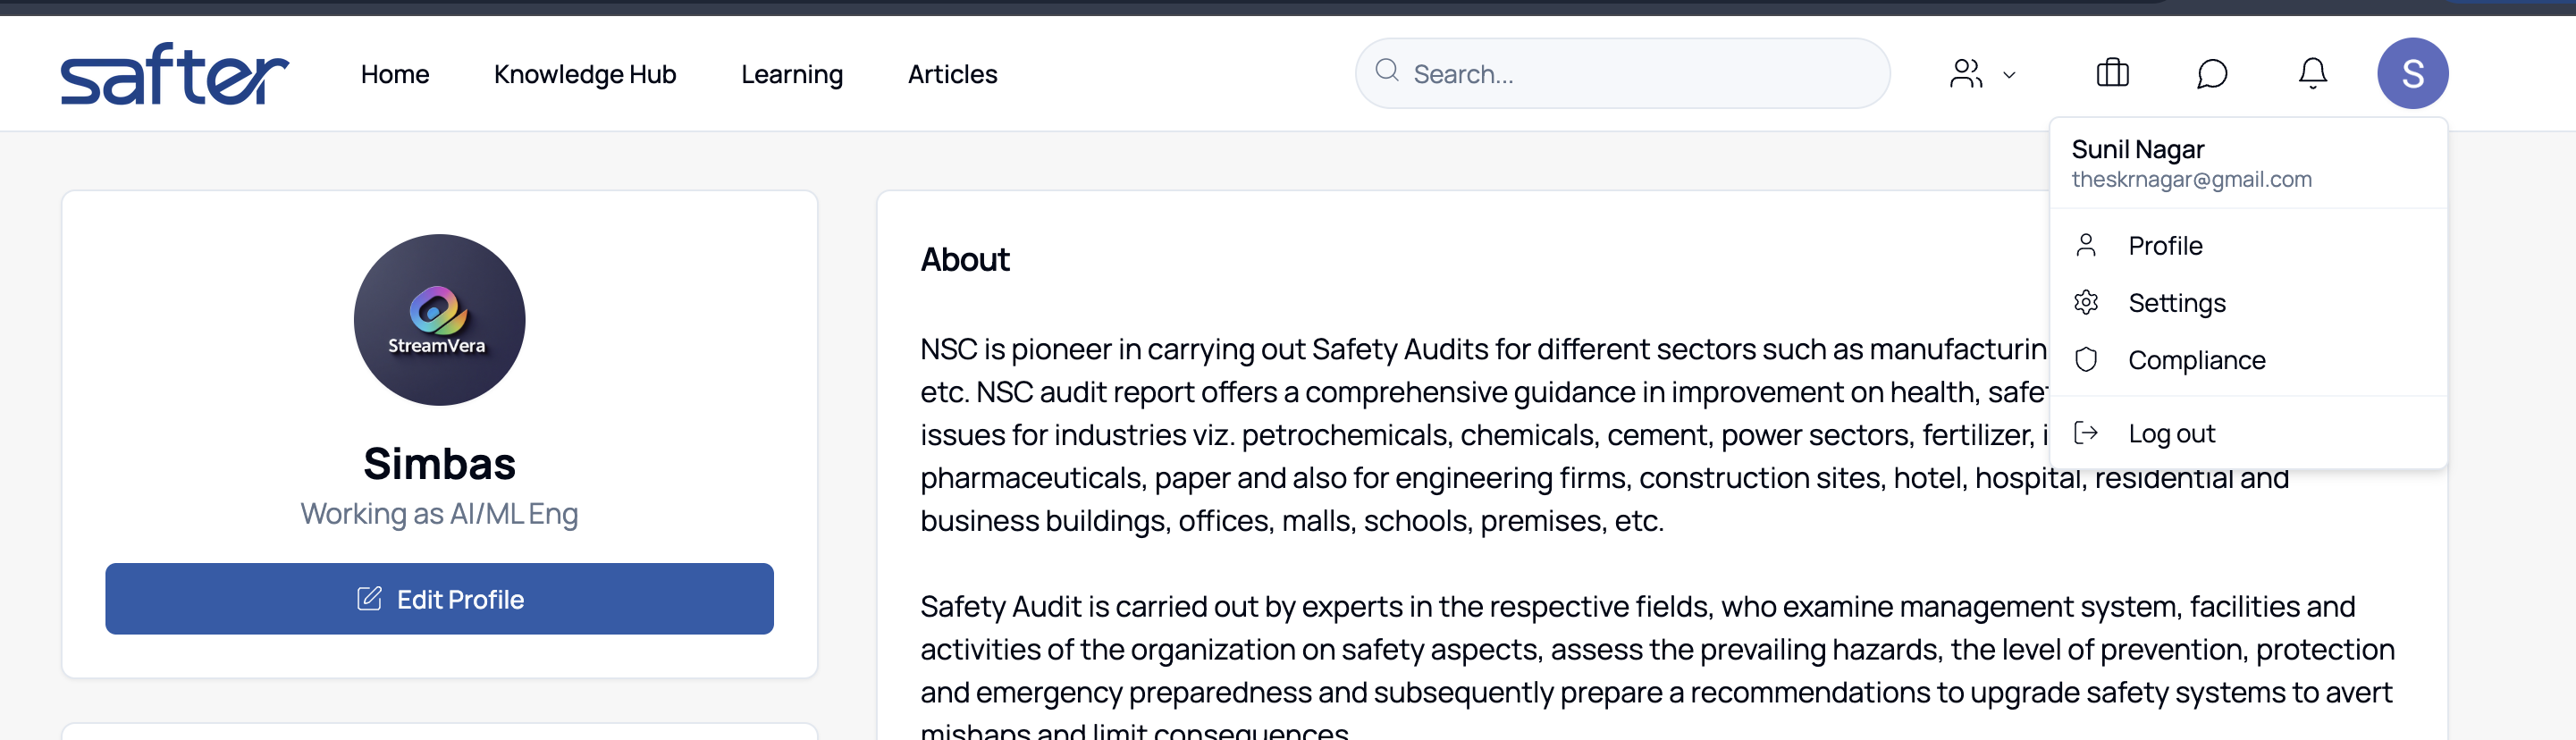 safter
Home
Knowledge Hub
Learning
Articles
Search...
S
Sunil Nagar
theskrnagar@gmail.com
Profile
Settings
Compliance
Log out
StreamVera
Simbas
Working as AI/ML Eng
Edit Profile
About
NSC is pioneer in carrying out Safety Audits for different sectors such as
etc. NSC audit report offers a comprehensive guidance in improvement on health,
issues for industries viz. petrochemicals, chemicals, cement, power sectors, fertilizer,
pharmaceuticals, paper and also for engineering firms, construction sites, hotel, hospital, residential and
business buildings, offices, malls, schools, premises, etc.
Safety Audit is carried out by experts in the respective fields, who examine management system, facilities and
activities of the organization on safety aspects, assess the prevailing hazards, the level of prevention, protection
and emergency preparedness and subsequently prepare a recommendations to upgrade safety systems to avert
mishaps and limit consequences.